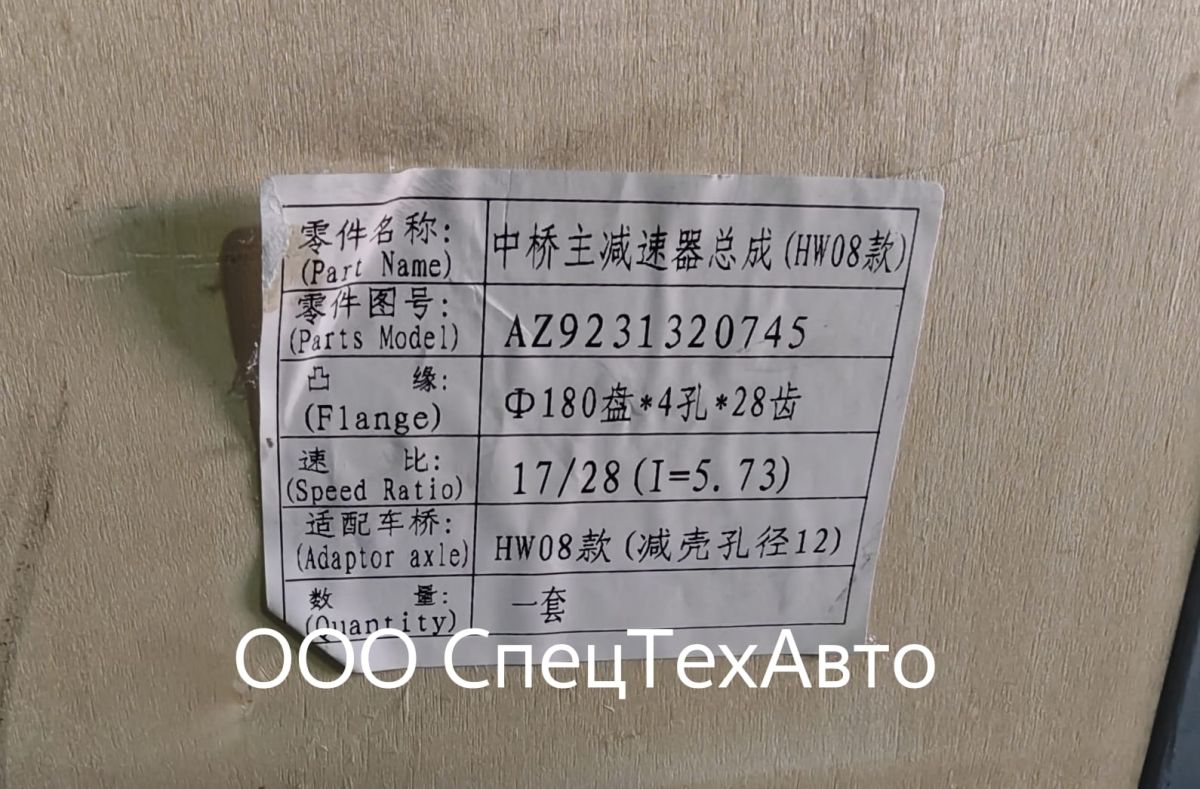 零件名称: 中桥主减速器总成(HW08款)
(Part Name)
零件图号: AZ9231320745
(Parts Model)
凸 缘: Φ180盘*4孔*28齿
(Flange)
速 比: 17/28(I=5.73)
(Speed Ratio)
适配车桥: HW08款(减壳孔径12)
(Adaptor axle)
数 量: 一套
(Quantity)
ООО СпецТехАвто